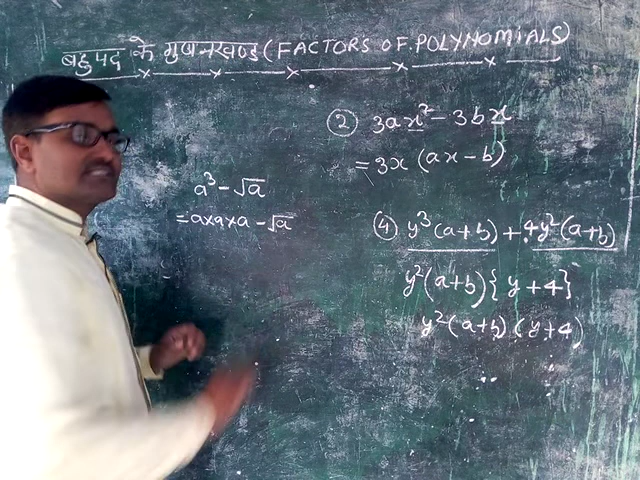 बहुपद के गुणनखण्ड (FACTORS OF POLYNOMIALS)
a³ - √a
= a×a×a - √a
② 3ax² - 3bx
= 3x (ax - b)
④ y³(a+b) + 4y²(a+b)
y²(a+b){y+4}
y²(a+b)(y+4)